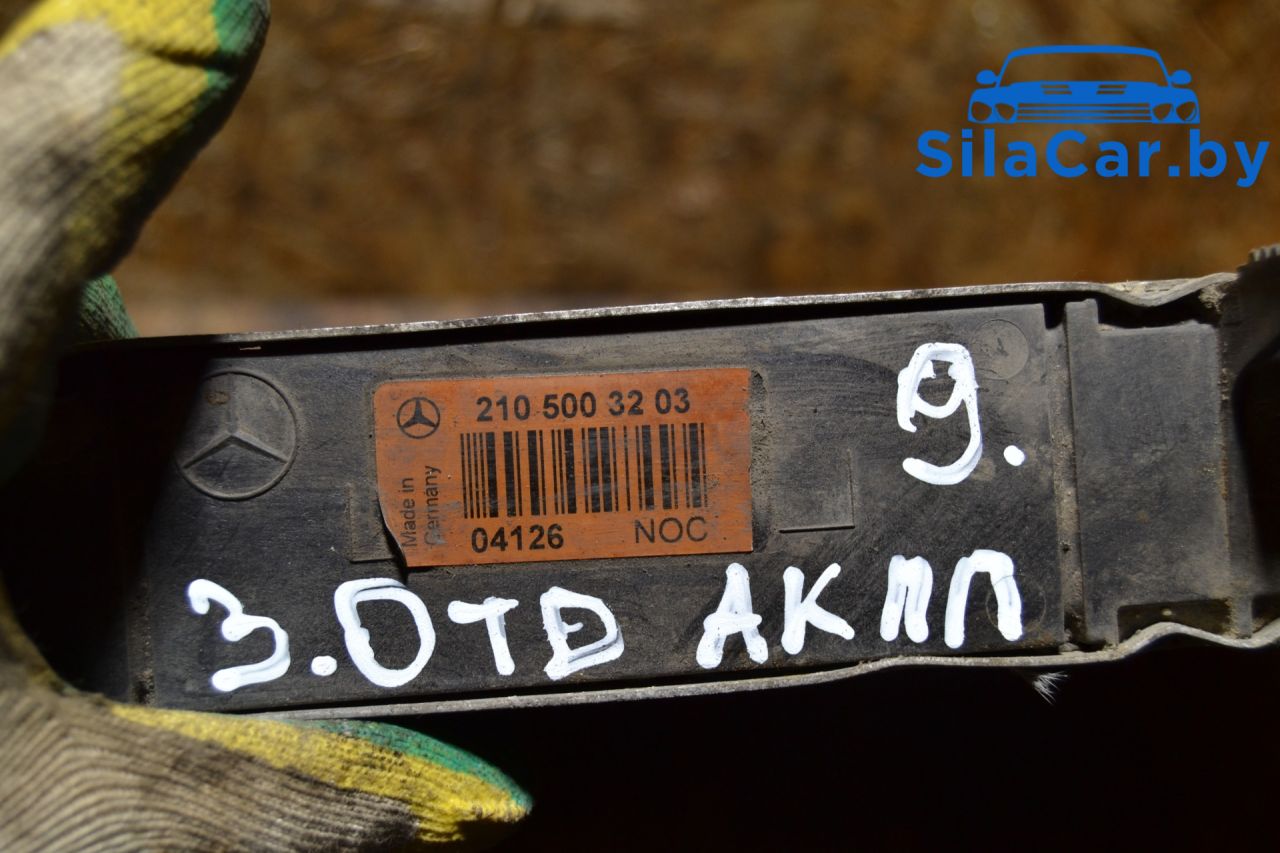 SilaCar.by
210 500 32 03
Made in
Germany
04126 NOC
9.
3.0TD АКПП